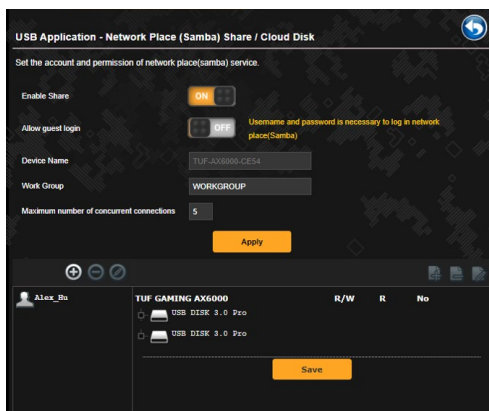 USB Application - Network Place (Samba) Share / Cloud Disk
Set the account and permission of network place(samba) service.
Enable Share ON
Allow guest login OFF Username and password is necessary to log in network
place(Samba)
Device Name TUF-AX6000-CE54
Work Group WORKGROUP
Maximum number of concurrent connections 5
Apply
Alex_Hu TUF GAMING AX6000 R/W R No
USB DISK 3.0 Pro
USB DISK 3.0 Pro
Save